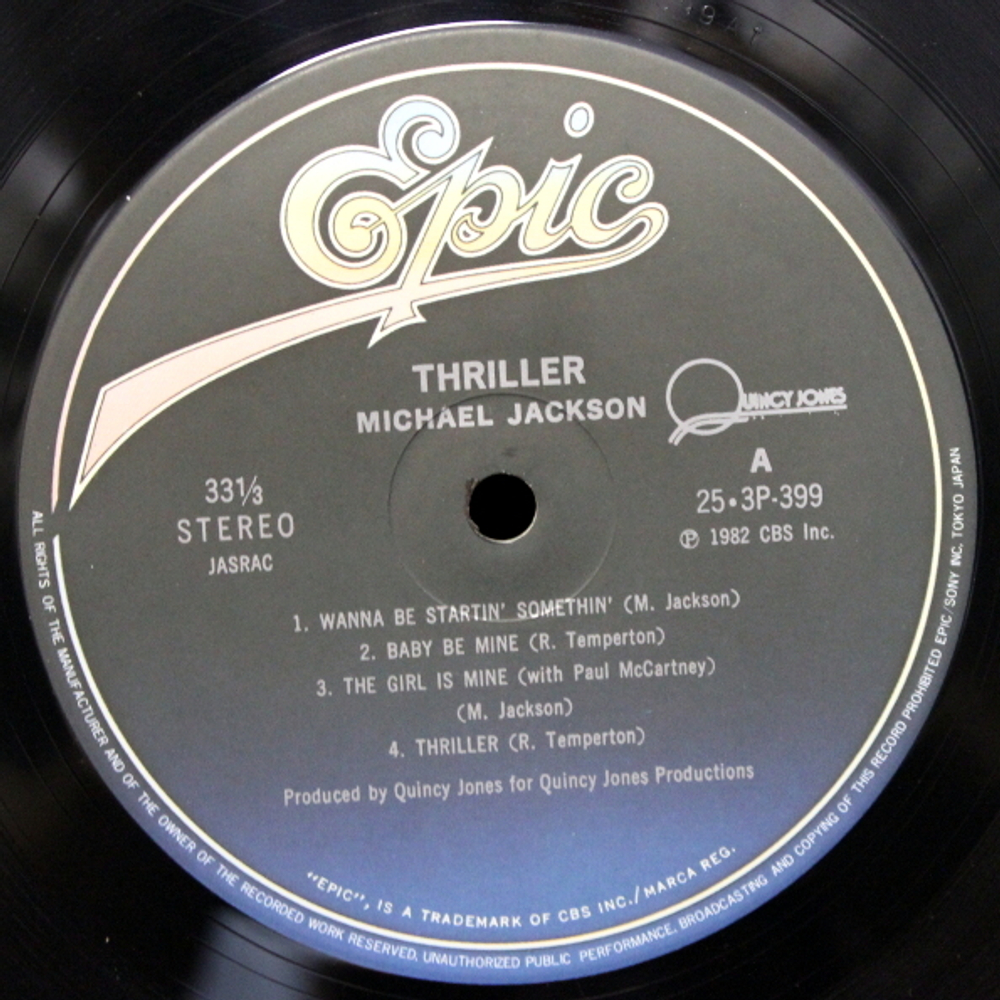 Epic
THRILLER
MICHAEL JACKSON
QUINCY JONES
33⅓
STEREO
JASRAC
A
25•3P-399
Ⓟ 1982 CBS Inc.
1. WANNA BE STARTIN' SOMETHIN' (M. Jackson)
2. BABY BE MINE (R. Temperton)
3. THE GIRL IS MINE (with Paul McCartney)
(M. Jackson)
4. THRILLER (R. Temperton)
Produced by Quincy Jones for Quincy Jones Productions
"EPIC", IS A TRADEMARK OF CBS INC./MARCA REG.
ALL RIGHTS OF THE MANUFACTURER AND OF THE OWNER OF THE RECORDED WORK RESERVED. UNAUTHORIZED PUBLIC PERFORMANCE, BROADCASTING AND COPYING OF THIS RECORD PROHIBITED EPIC/SONY INC. TOKYO JAPAN